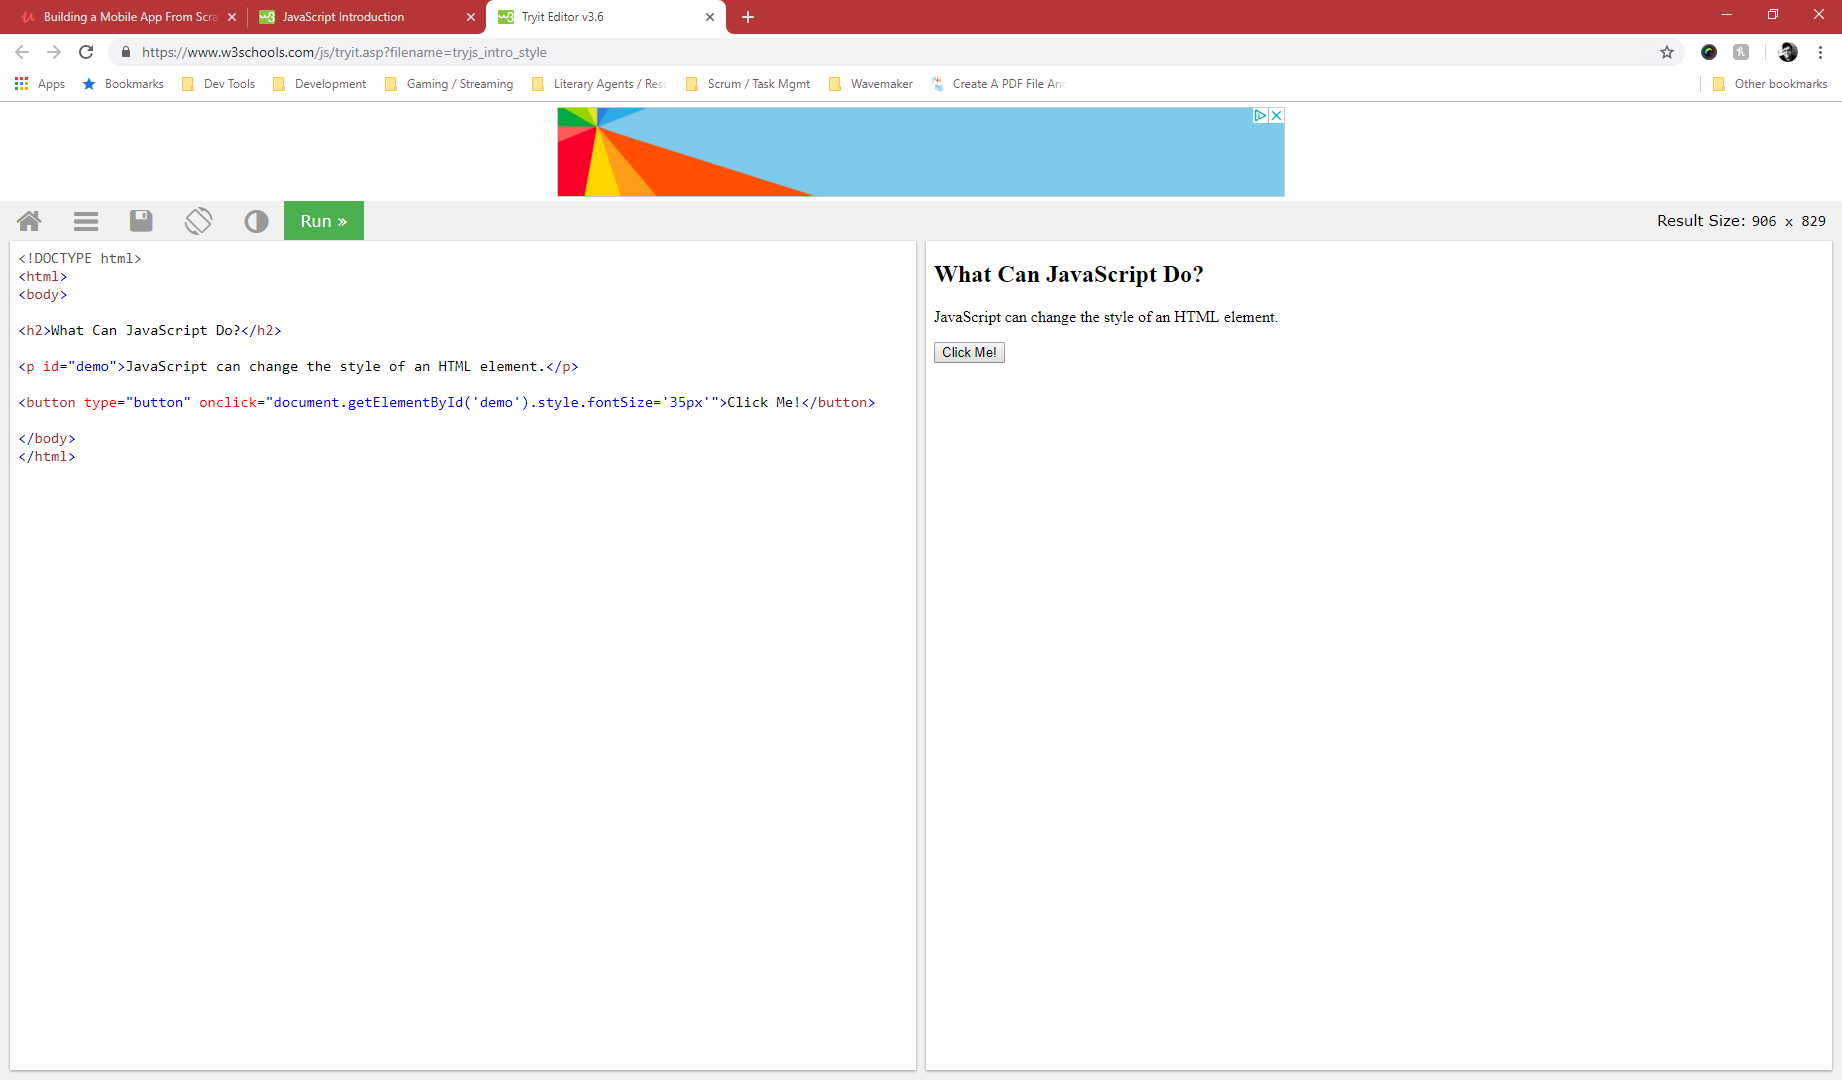 Building a Mobile App From Scra
JavaScript Introduction
Tryit Editor v3.6
https://www.w3schools.com/js/tryit.asp?filename=tryjs_intro_style
Apps Bookmarks Dev Tools Development Gaming / Streaming Literary Agents / Reso Scrum / Task Mgmt Wavemaker Create A PDF File And Other bookmarks
Run » Result Size: 906 x 829
<!DOCTYPE html>
<html>
<body>
<h2>What Can JavaScript Do?</h2>
<p id="demo">JavaScript can change the style of an HTML element.</p>
<button type="button" onclick="document.getElementById('demo').style.fontSize='35px'">Click Me!</button>
</body>
</html>
What Can JavaScript Do?
JavaScript can change the style of an HTML element.
Click Me!